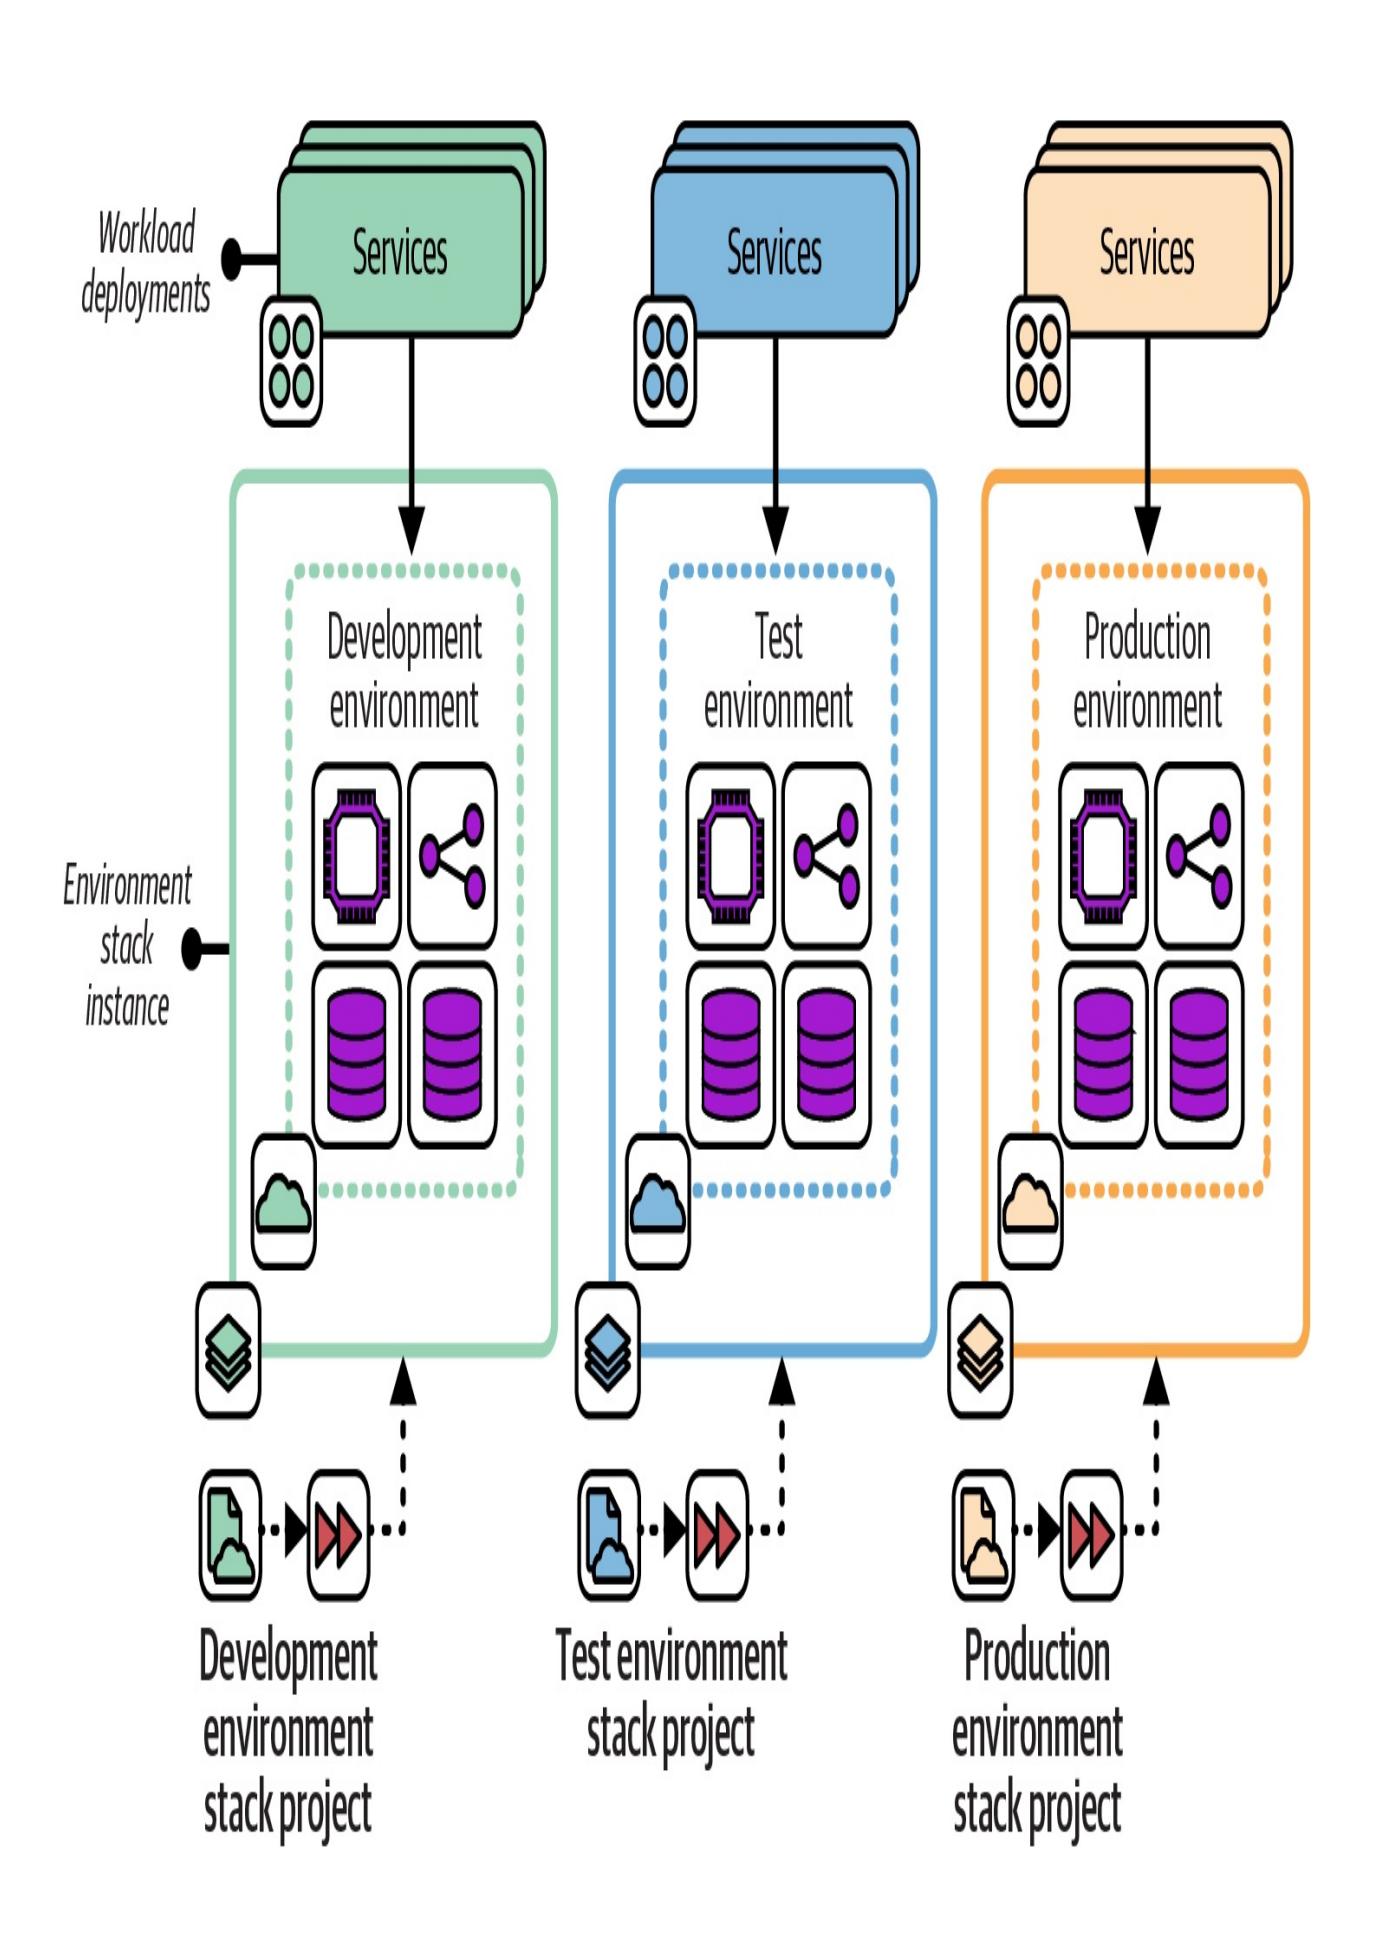 Workload
deployments
Services
Services
Services
Development
environment
Test
environment
Production
environment
Environment
stack
instance
Development
environment
stack project
Test environment
stack project
Production
environment
stack project